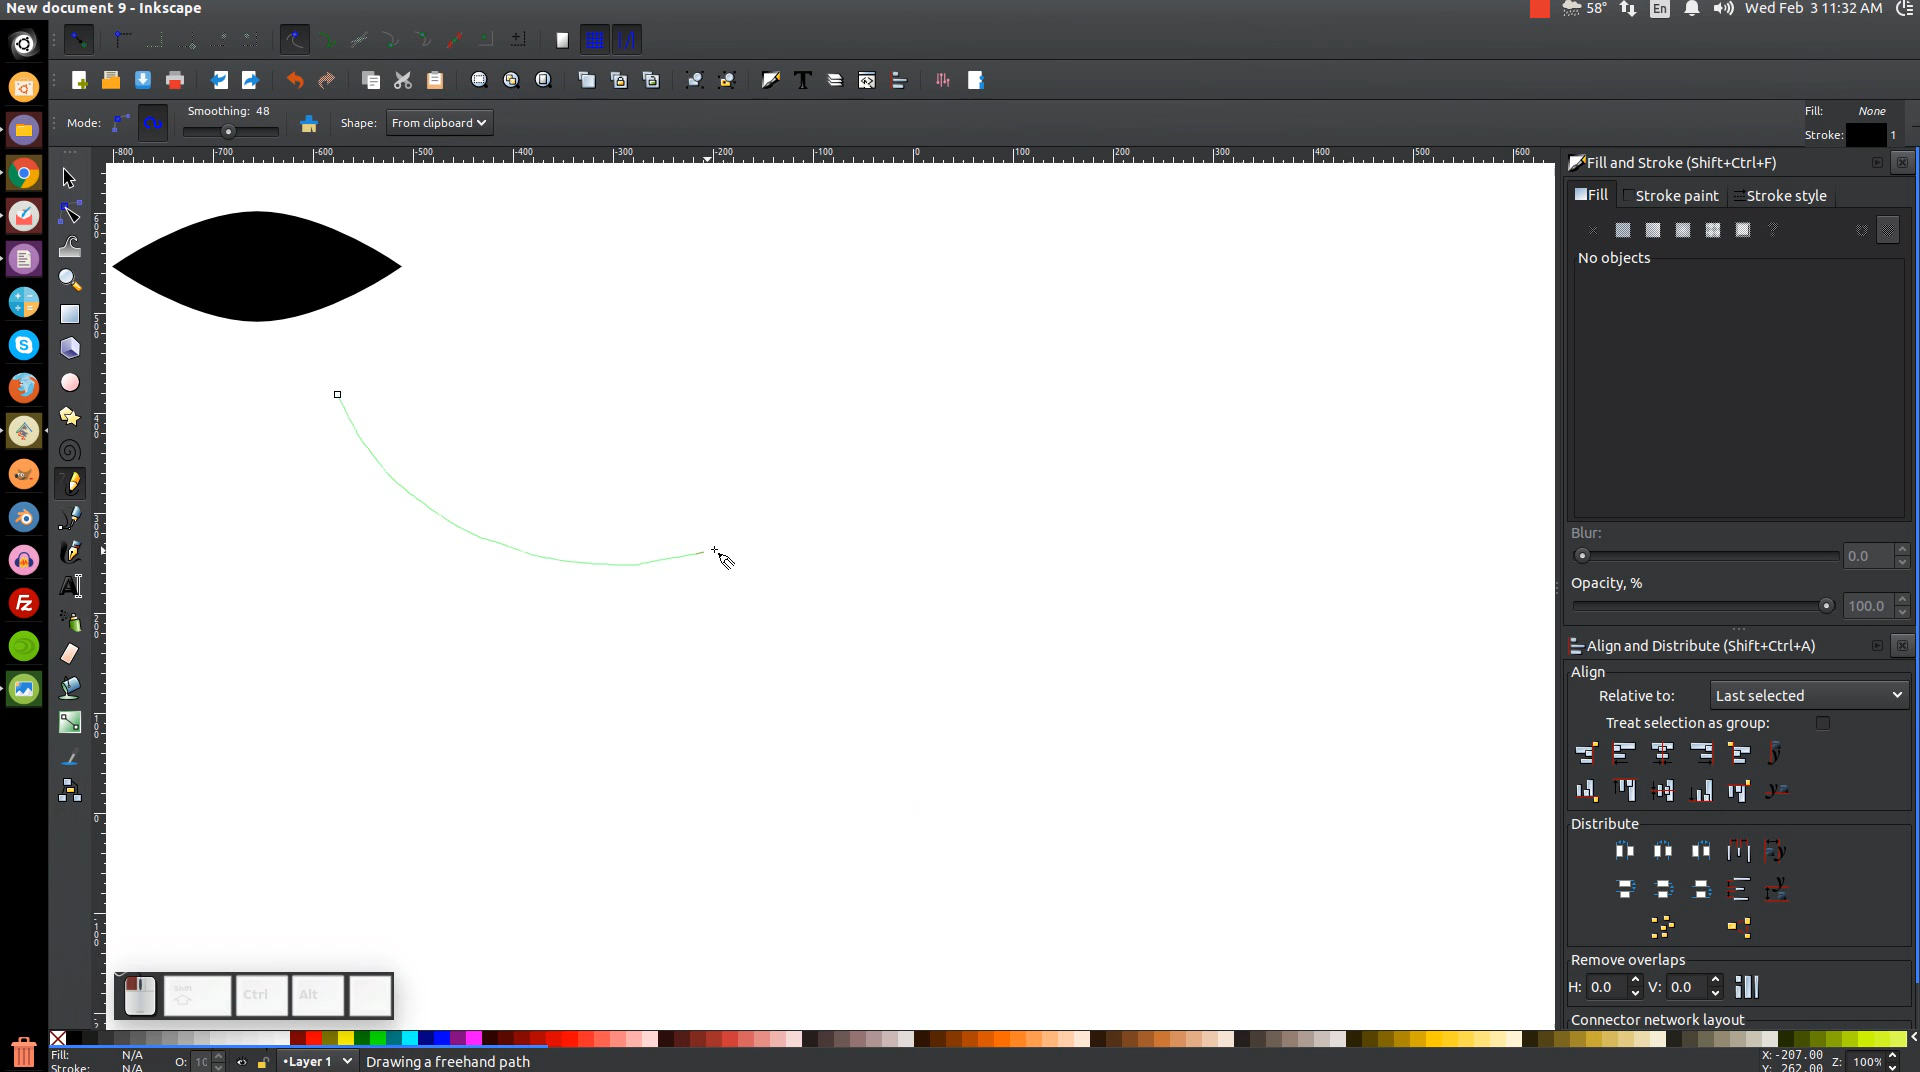 New document 9 - Inkscape
58°
En
Wed Feb 3 11:32 AM
Mode:
Smoothing: 48
Shape:
From clipboard
Fill:
None
Stroke:
1
-800
-700
-600
-500
-400
-300
-200
-100
0
100
200
300
400
500
600
Fill and Stroke (Shift+Ctrl+F)
Fill
Stroke paint
Stroke style
?
No objects
Blur:
0.0
Opacity, %
100.0
Align and Distribute (Shift+Ctrl+A)
Align
Relative to:
Last selected
Treat selection as group:
Distribute
Remove overlaps
H: 0.0
V: 0.0
Connector network layout
Shift
Ctrl
Alt
Fill:
N/A
Stroke:
N/A
O:
•Layer 1
Drawing a freehand path
X: -207.00
Y: 262.00
Z: 100%